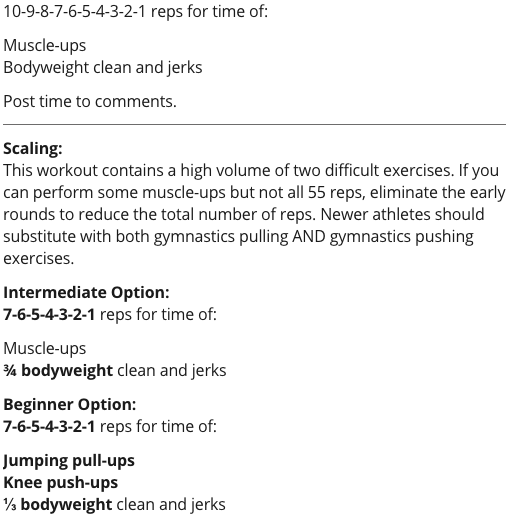 10-9-8-7-6-5-4-3-2-1 reps for time of:
Muscle-ups
Bodyweight clean and jerks
Post time to comments.
Scaling:
This workout contains a high volume of two difficult exercises. If you
can perform some muscle-ups but not all 55 reps, eliminate the early
rounds to reduce the total number of reps. Newer athletes should
substitute with both gymnastics pulling AND gymnastics pushing
exercises.
Intermediate Option:
7-6-5-4-3-2-1 reps for time of:
Muscle-ups
¾ bodyweight clean and jerks
Beginner Option:
7-6-5-4-3-2-1 reps for time of:
Jumping pull-ups
Knee push-ups
⅓ bodyweight clean and jerks